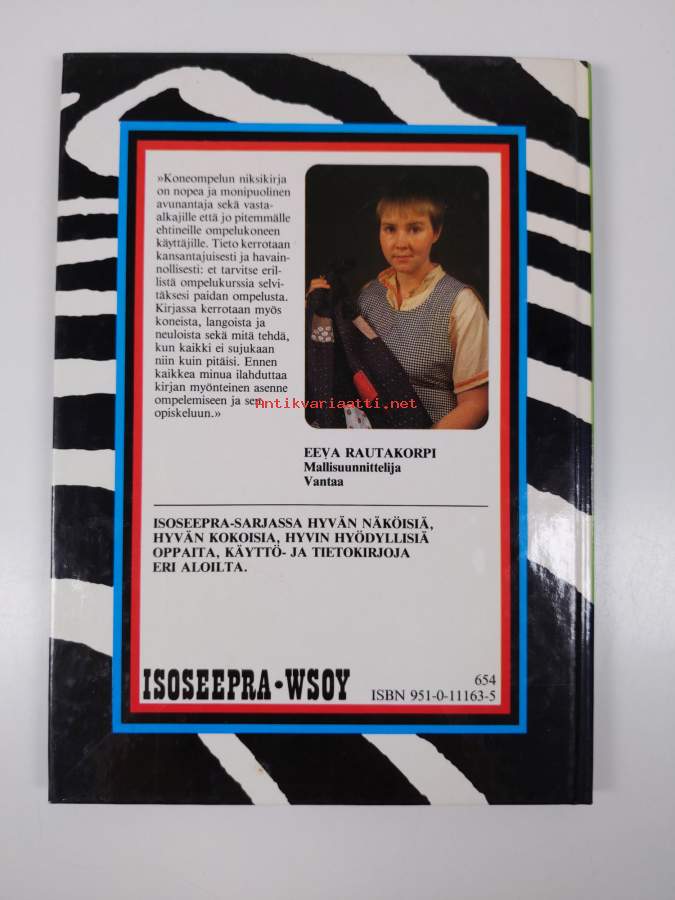 »Koneompelun niksikirja
on nopea ja monipuolinen
avunantaja sekä vasta-
alkajille että jo pitemmälle
ehtineille ompelukoneen
käyttäjille. Tieto kerrotaan
kansantajuisesti ja havain-
nollisesti: et tarvitse eril-
listä ompelukurssia selvi-
täksesi paidan ompelusta.
Kirjassa kerrotaan myös
koneista, langoista ja
neuloista sekä mitä tehdä,
kun kaikki ei sujukaan
niin kuin pitäisi. Ennen
kaikkea minua ilahduttaa
kirjan myönteinen asenne
ompelemiseen ja sen
opiskeluun.»
Antikvariaatti.net
EEVA RAUTAKORPI
Mallisuunnittelija
Vantaa
ISOSEEPRA-SARJASSA HYVÄN NÄKÖISIÄ,
HYVÄN KOKOISIA, HYVIN HYÖDYLLISIÄ
OPPAITA, KÄYTTÖ- JA TIETOKIRJOJA
ERI ALOILTA.
ISOSEEPRA•WSOY
654
ISBN 951-0-11163-5